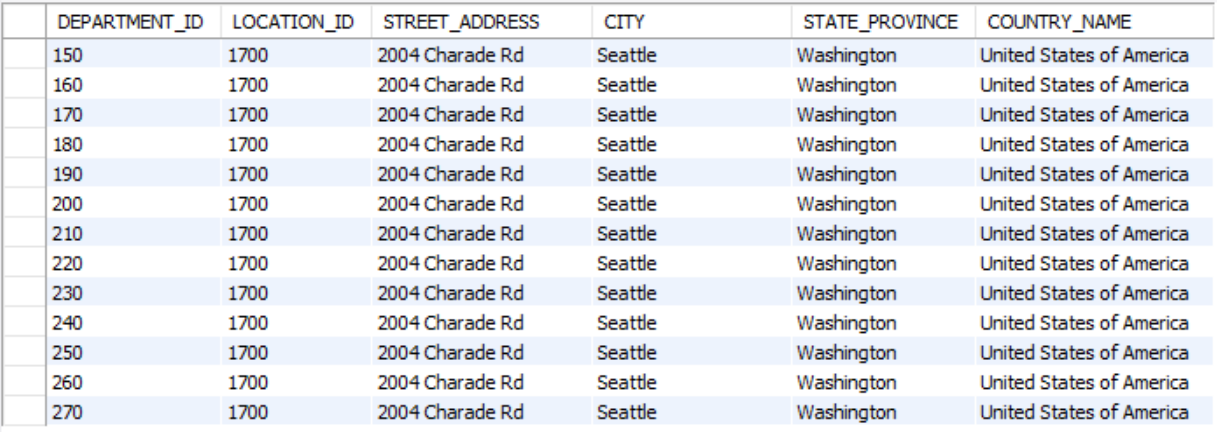 DEPARTMENT_ID LOCATION_ID STREET_ADDRESS CITY STATE_PROVINCE COUNTRY_NAME
150 1700 2004 Charade Rd Seattle Washington United States of America
160 1700 2004 Charade Rd Seattle Washington United States of America
170 1700 2004 Charade Rd Seattle Washington United States of America
180 1700 2004 Charade Rd Seattle Washington United States of America
190 1700 2004 Charade Rd Seattle Washington United States of America
200 1700 2004 Charade Rd Seattle Washington United States of America
210 1700 2004 Charade Rd Seattle Washington United States of America
220 1700 2004 Charade Rd Seattle Washington United States of America
230 1700 2004 Charade Rd Seattle Washington United States of America
240 1700 2004 Charade Rd Seattle Washington United States of America
250 1700 2004 Charade Rd Seattle Washington United States of America
260 1700 2004 Charade Rd Seattle Washington United States of America
270 1700 2004 Charade Rd Seattle Washington United States of America